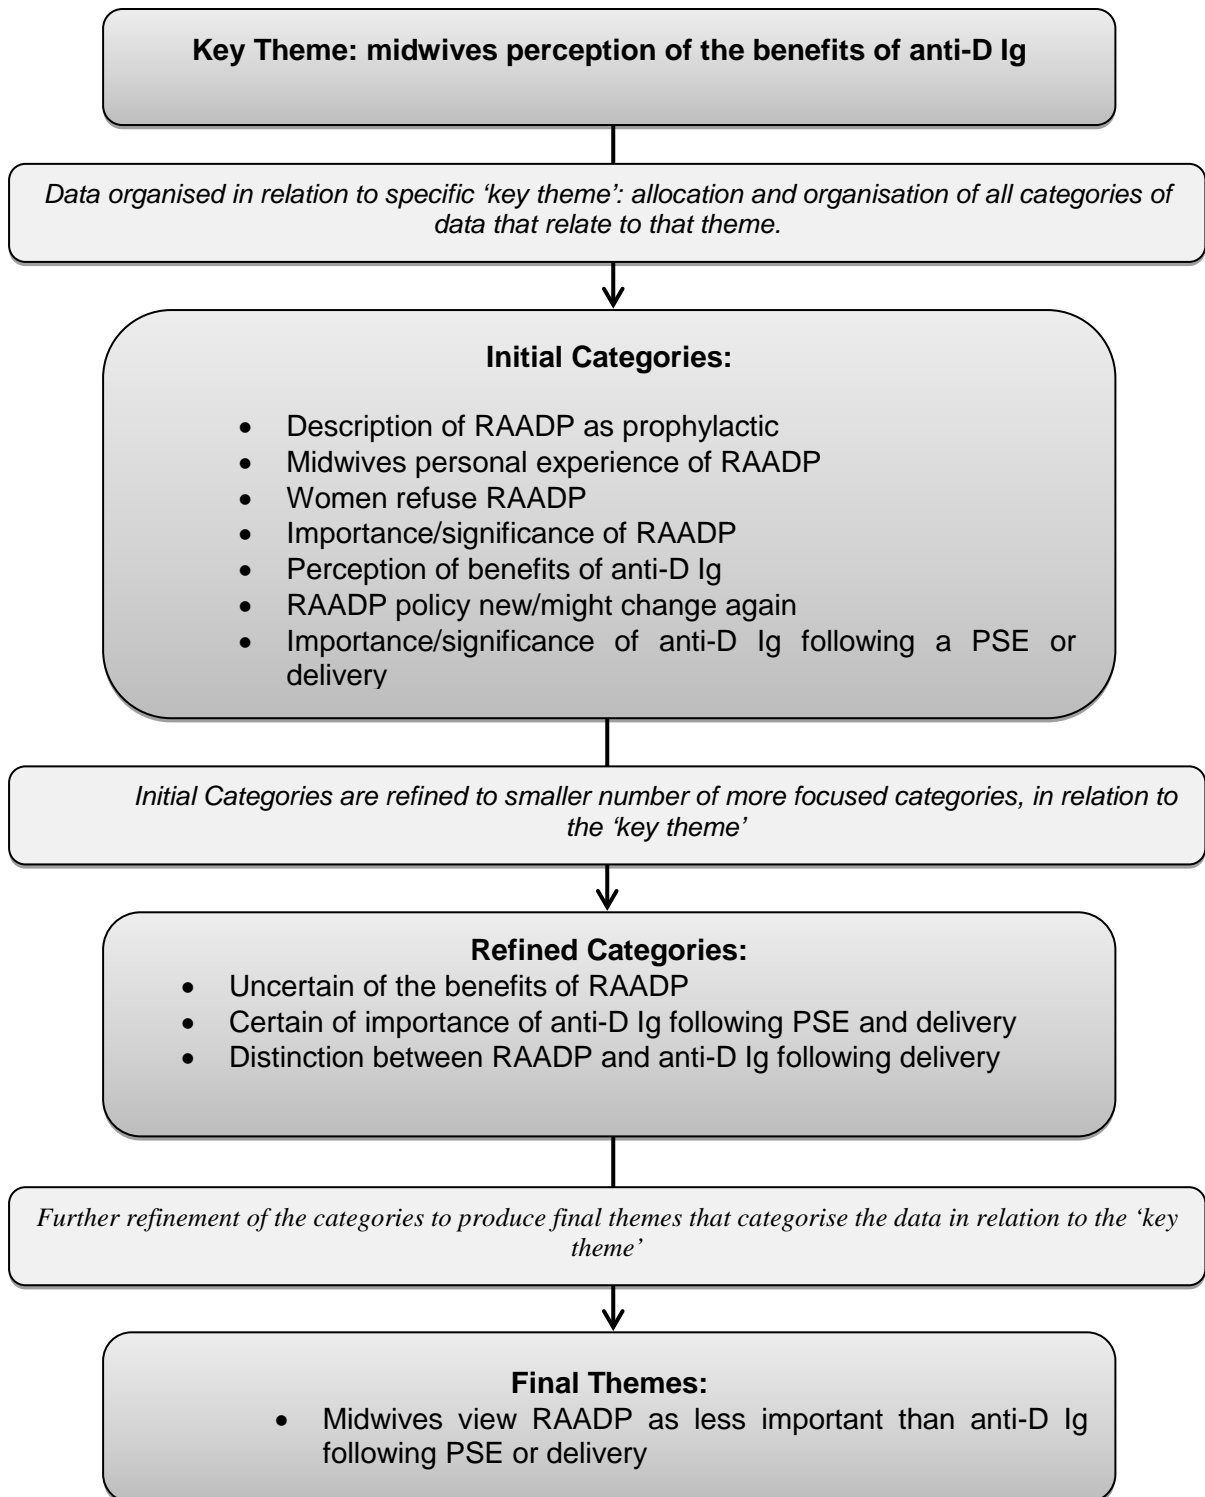 Key Theme: midwives perception of the benefits of anti-D Ig
Data organised in relation to specific ‘key theme’: allocation and organisation of all categories of
data that relate to that theme.
Initial Categories:
• Description of RAADP as prophylactic
• Midwives personal experience of RAADP
• Women refuse RAADP
• Importance/significance of RAADP
• Perception of benefits of anti-D Ig
• RAADP policy new/might change again
• Importance/significance of anti-D Ig following a PSE or
delivery
Initial Categories are refined to smaller number of more focused categories, in relation to
the ‘key theme’
Refined Categories:
• Uncertain of the benefits of RAADP
• Certain of importance of anti-D Ig following PSE and delivery
• Distinction between RAADP and anti-D Ig following delivery
Further refinement of the categories to produce final themes that categorise the data in relation to the ‘key
theme’
Final Themes:
• Midwives view RAADP as less important than anti-D Ig
following PSE or delivery